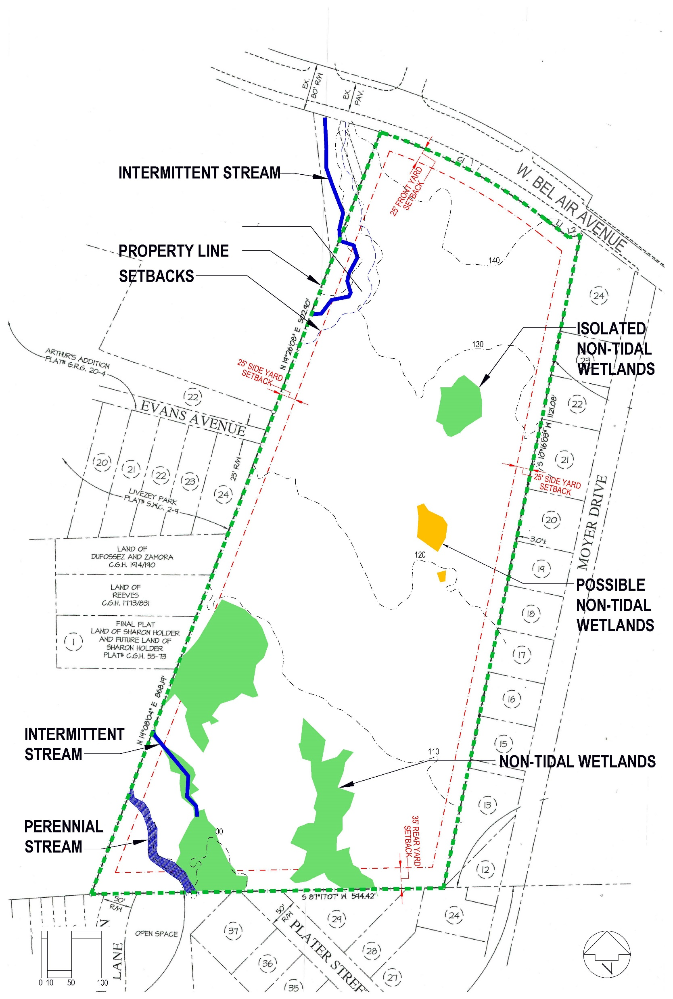 EX.
80' R/W
EX.
PAV.
INTERMITTENT STREAM
25' FRONT YARD
SETBACK
C1
W. BEL AIR AVENUE
L1
L2
PROPERTY LINE
SETBACKS
140
24
N 19°26'08" E 502.90'
ISOLATED
NON-TIDAL
WETLANDS
23
130
ARTHUR'S ADDITION
PLAT# G.R.G. 20-4
25' SIDE YARD
SETBACK
22
EVANS AVENUE
22
S 10°16'03" W 1121.08'
20
21
22
23
24
25' R/W
21
25' SIDE YARD
SETBACK
LIVEZEY PARK
PLAT# S.W.C. 2-9
MOYER DRIVE
20
3.0'±
LAND OF
DUFOSSEZ AND ZAMORA
C.G.H. 1914/190
120
19
LAND OF
REEVES
C.G.H. 1773/831
POSSIBLE
NON-TIDAL
WETLANDS
18
FINAL PLAT
LAND OF SHARON HOLDER
AND FUTURE LAND OF
SHARON HOLDER
PLAT# C.G.H. 55-73
1
17
16
N 19°08'04" E 868.19'
INTERMITTENT
STREAM
15
110
NON-TIDAL WETLANDS
13
PERENNIAL
STREAM
00
35' REAR YARD
SETBACK
12
50'
R/W
S 87°17'07" W 594.42'
50'
R/W
29
24
OPEN SPACE
37
PLATER STREE
28
36
27
35
LANE
0 10 50 100
N